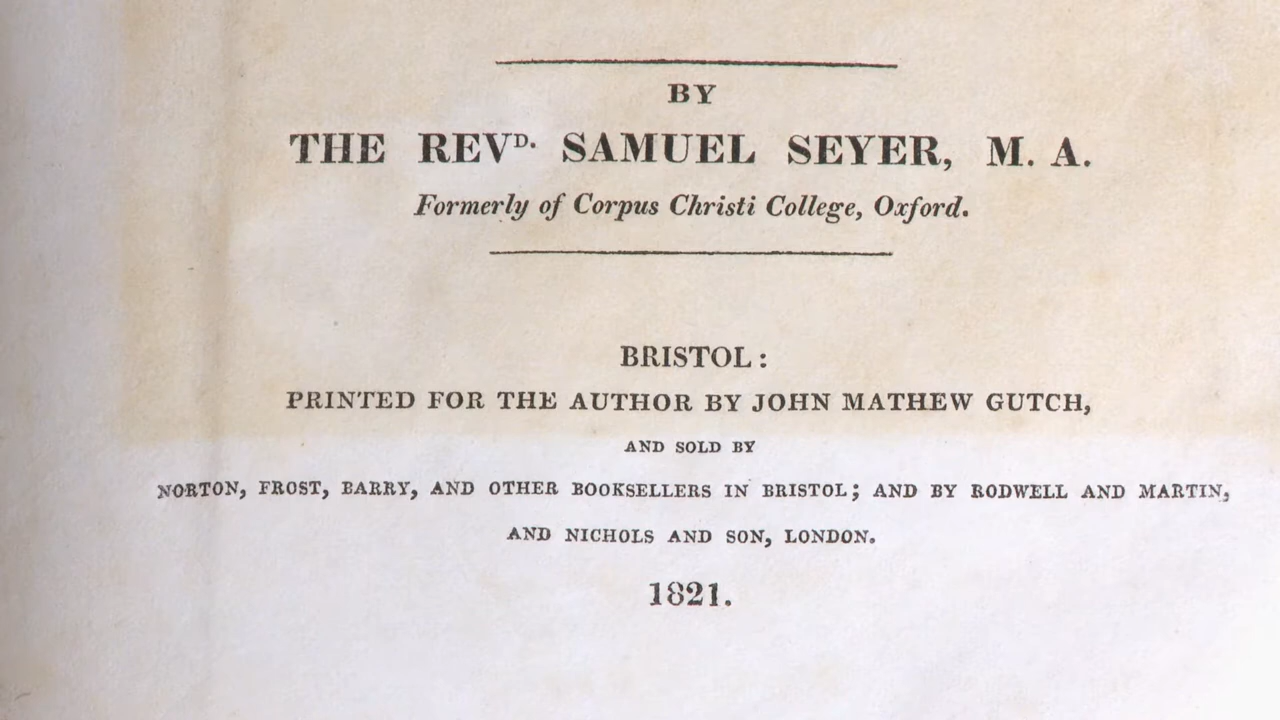 BY
THE REVD. SAMUEL SEYER, M. A.
Formerly of Corpus Christi College, Oxford.
BRISTOL:
PRINTED FOR THE AUTHOR BY JOHN MATHEW GUTCH,
AND SOLD BY
NORTON, FROST, BARRY, AND OTHER BOOKSELLERS IN BRISTOL; AND BY RODWELL AND MARTIN,
AND NICHOLS AND SON, LONDON.
1821.